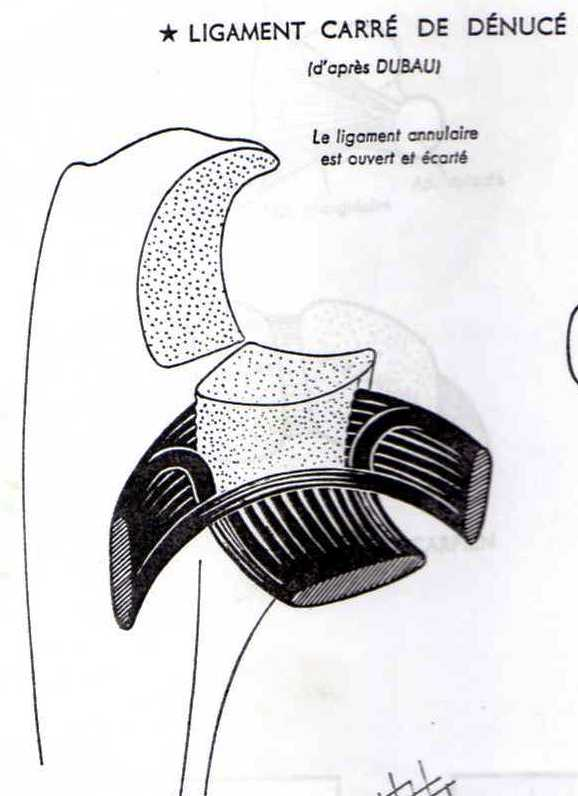 ★ LIGAMENT CARRÉ DE DÉNUCÉ
(d'après DUBAU)
Le ligament annulaire
est ouvert et écarté